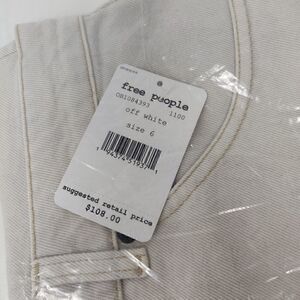 free people
OB1084393 1100
off white
size 6
suggested retail price
$108.00